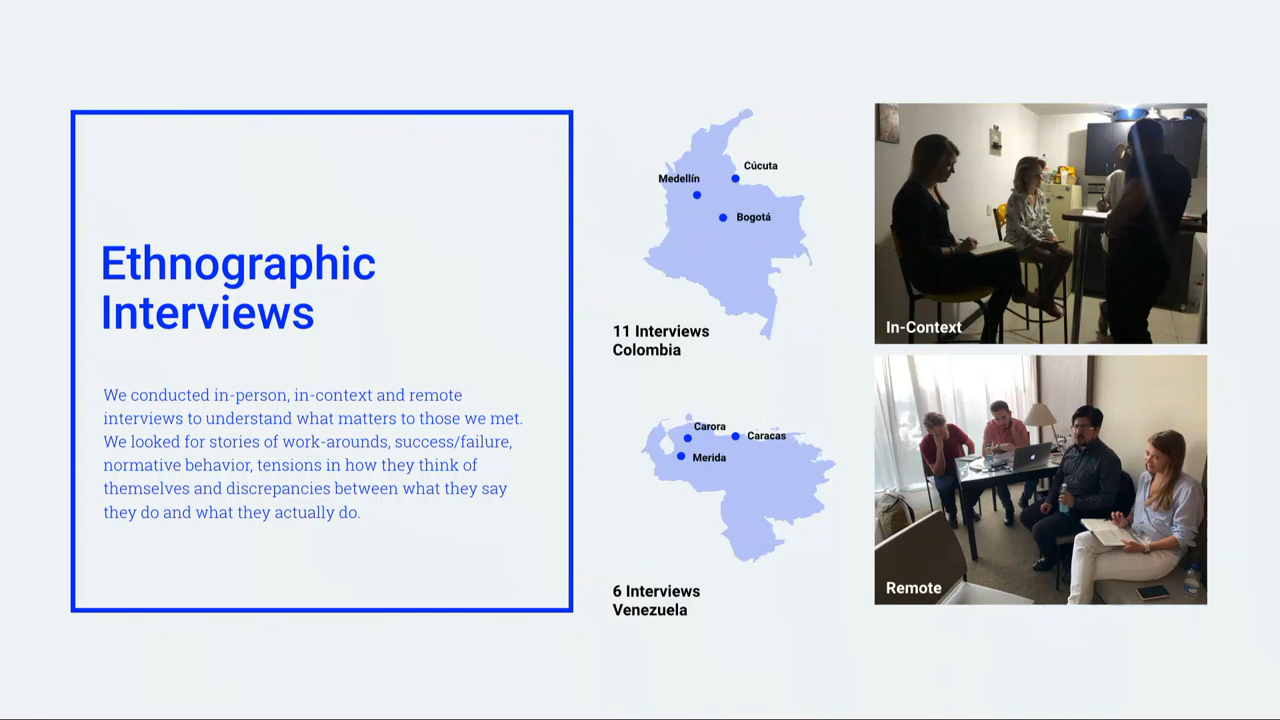 Ethnographic
Interviews
We conducted in-person, in-context and remote
interviews to understand what matters to those we met.
We looked for stories of work-arounds, success/failure,
normative behavior, tensions in how they think of
themselves and discrepancies between what they say
they do and what they actually do.
Cúcuta
Medellín
Bogotá
11 Interviews
Colombia
Carora
Caracas
Merida
6 Interviews
Venezuela
In-Context
Remote